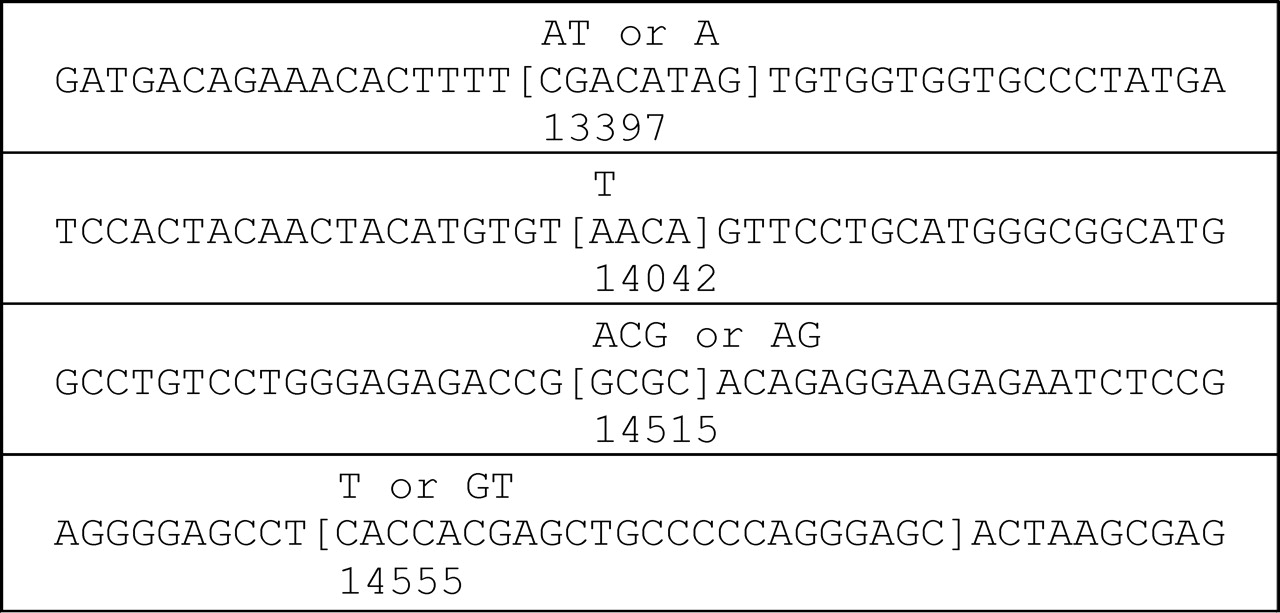 AT or A
GATGACAGAAACACTTTT[CGACATAG]TGTGGTGGTGCCCTATGA
13397
T
TCCACTACAACTACATGTGT[AACA]GTTCCTGCATGGGCGGCATG
14042
ACG or AG
GCCTGTCCTGGGAGAGACCG[GCGC]ACAGAGGAAGAGAATCTCCG
14515
T or GT
AGGGGAGCCT[CACCACGAGCTGCCCCCAGGGAGC]ACTAAGCGAG
14555